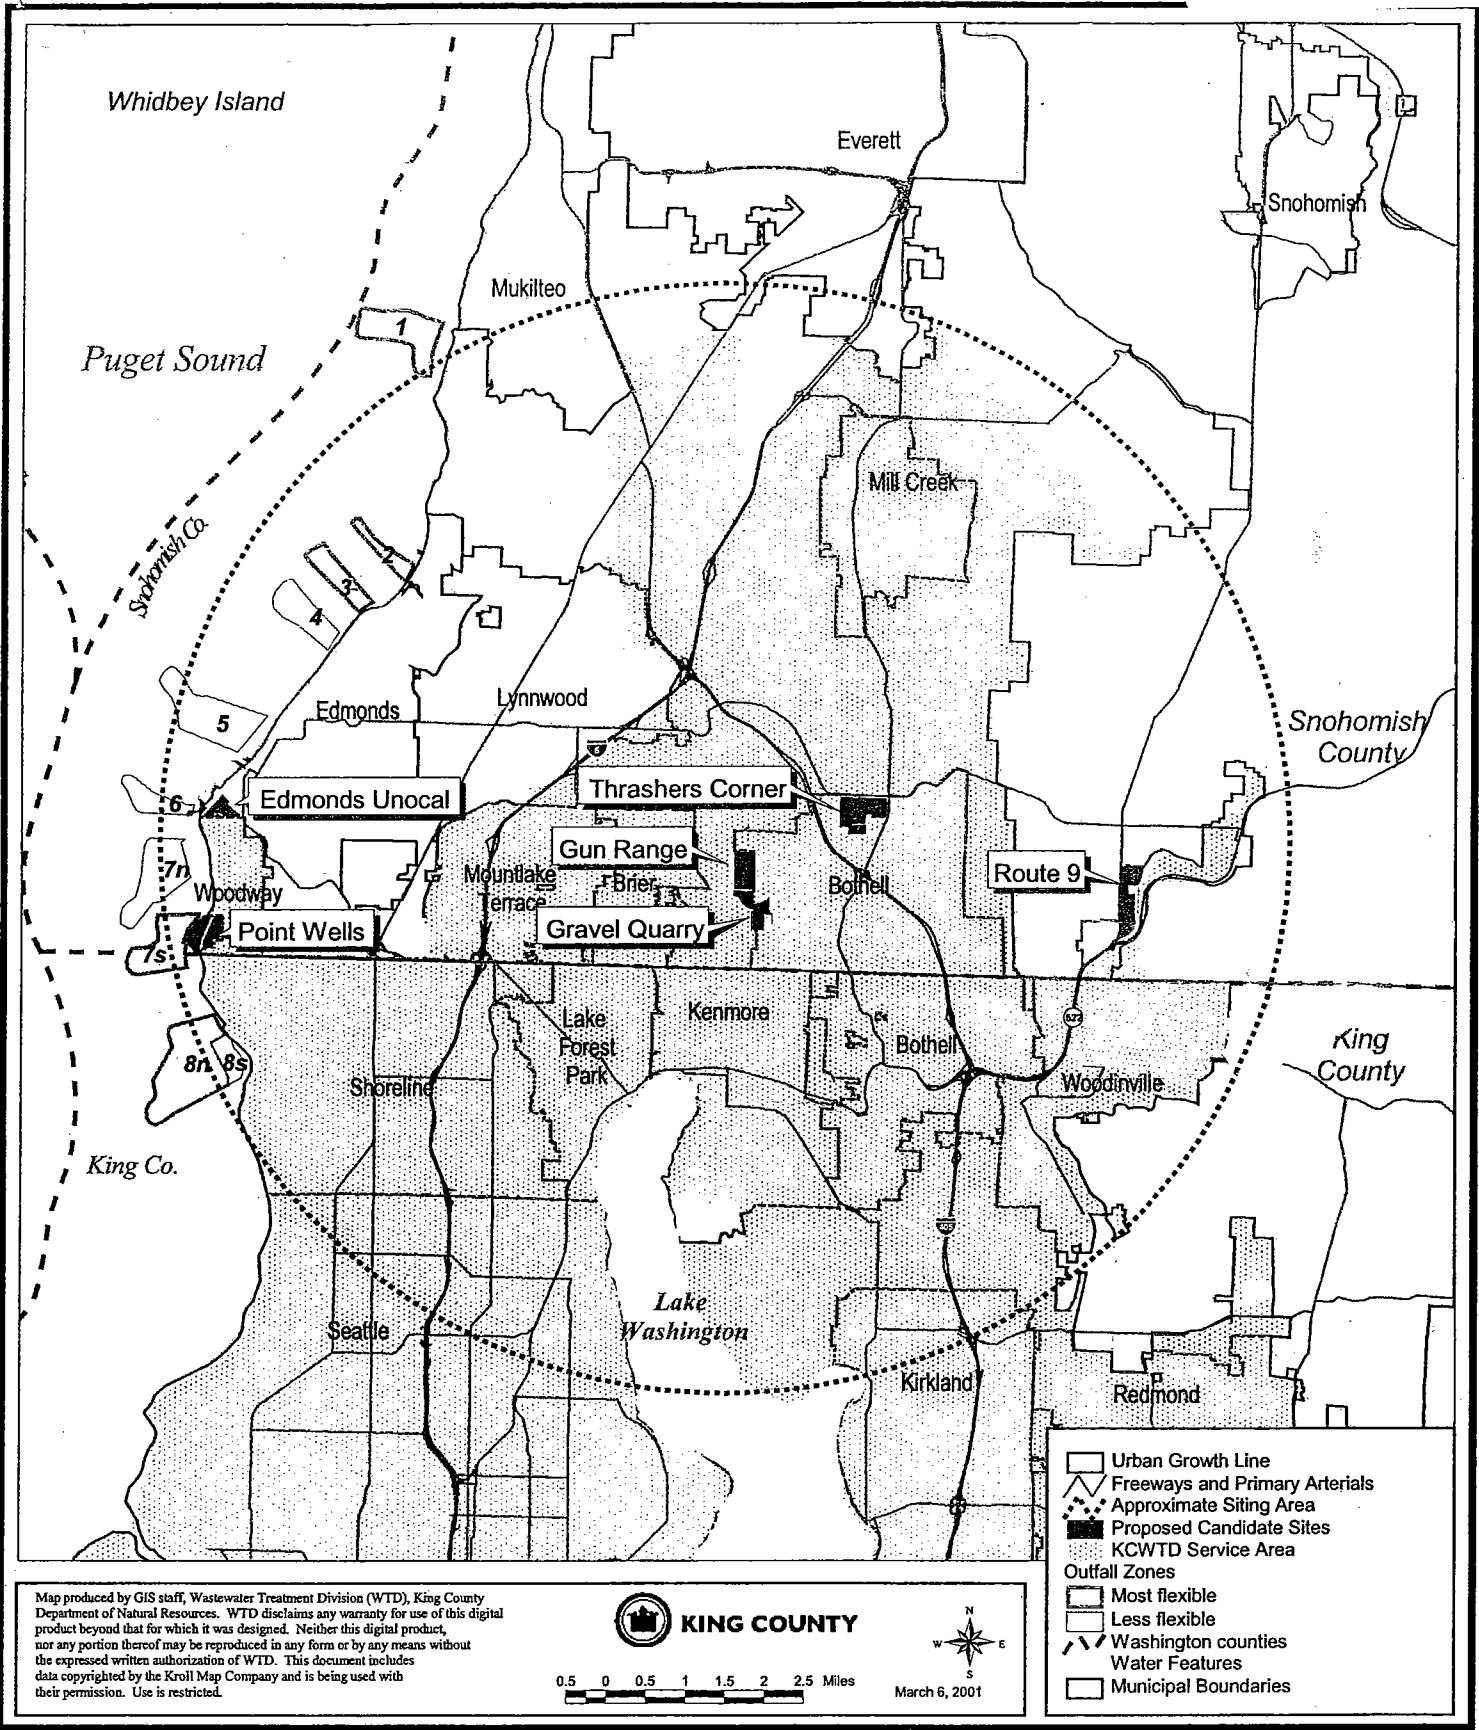 Whidbey Island
Everett
Snohomish
Mukilteo
1
Puget Sound
Mill Creek
Snohomish Co.
2
3
4
5
Edmonds
Lynnwood
Snohomish
County
5
6
Edmonds Unocal
Thrashers Corner
Gun Range
Route 9
7n
Woodway
Mountlake
Terrace
Brier
Bothell
Point Wells
Gravel Quarry
7s
Lake
Forest
Park
Kenmore
522
Bothell
King
County
8n
8s
Shoreline
Woodinville
King Co.
Lake
Washington
Seattle
Kirkland
Redmond
Urban Growth Line
Freeways and Primary Arterials
Approximate Siting Area
Proposed Candidate Sites
KCWTD Service Area
Outfall Zones
Most flexible
Less flexible
Washington counties
Water Features
Municipal Boundaries
Map produced by GIS staff, Wastewater Treatment Division (WTD), King County
Department of Natural Resources. WTD disclaims any warranty for use of this digital
product beyond that for which it was designed. Neither this digital product,
nor any portion thereof may be reproduced in any form or by any means without
the expressed written authorization of WTD. This document includes
data copyrighted by the Kroll Map Company and is being used with
their permission. Use is restricted.
KING COUNTY
0.5 0 0.5 1 1.5 2 2.5 Miles
N
W E
S
March 6, 2001